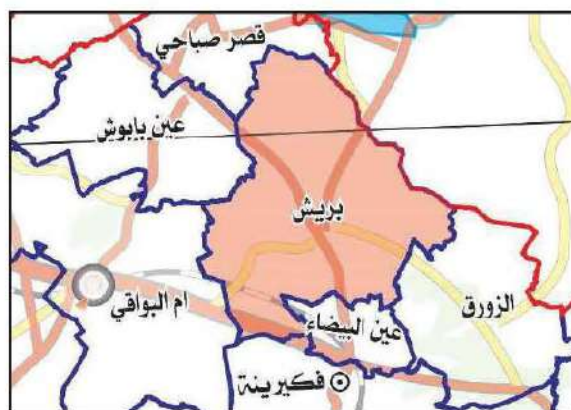 قصر صباحي
عين بابوش
بريش
الزورق
ام البواقي
عين البيضاء
فكيرينة